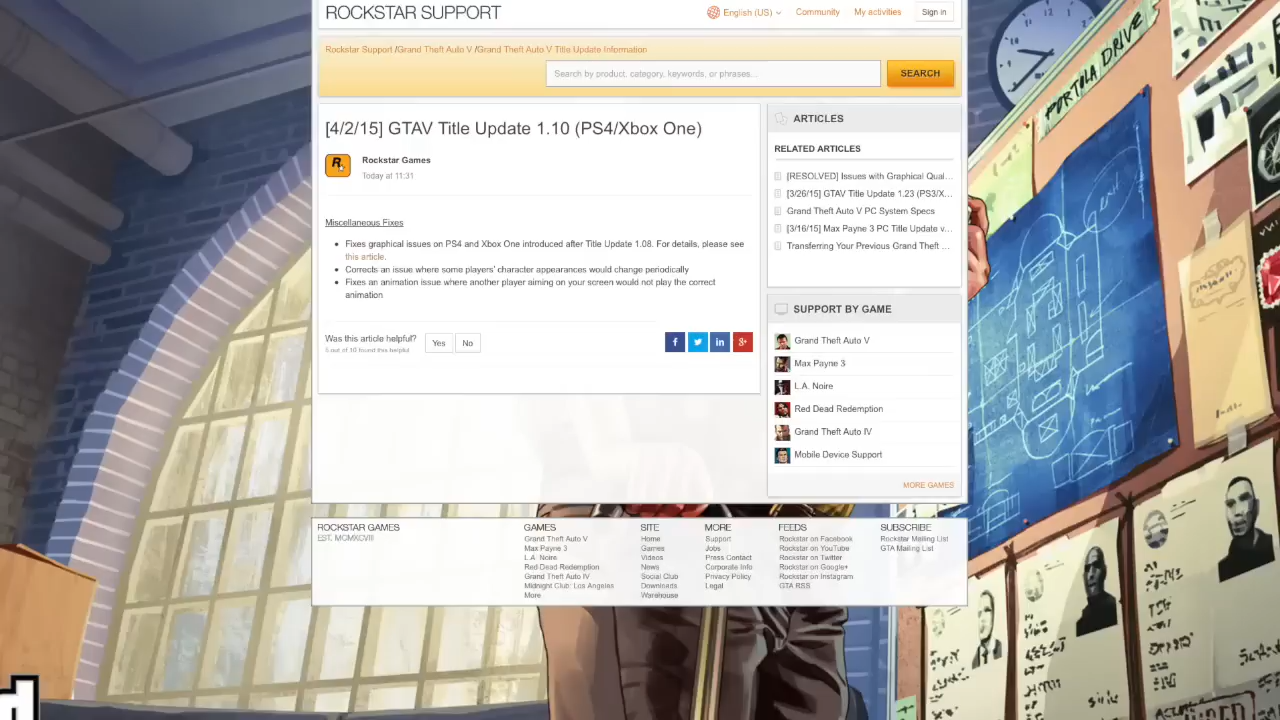 ROCKSTAR SUPPORT
English (US)
Community
My activities
Sign in
Rockstar Support /Grand Theft Auto V /Grand Theft Auto V Title Update Information
Search by product, category, keywords, or phrases...
SEARCH
[4/2/15] GTAV Title Update 1.10 (PS4/Xbox One)
Rockstar Games
Today at 11:31
Miscellaneous Fixes
Fixes graphical issues on PS4 and Xbox One introduced after Title Update 1.08. For details, please see
this article.
Corrects an issue where some players' character appearances would change periodically
Fixes an animation issue where another player aiming on your screen would not play the correct
animation
Was this article helpful?
Yes
No
5 out of 10 found this helpful
ARTICLES
RELATED ARTICLES
[RESOLVED] Issues with Graphical Qual...
[3/26/15] GTAV Title Update 1.23 (PS3/X...
Grand Theft Auto V PC System Specs
[3/16/15] Max Payne 3 PC Title Update v...
Transferring Your Previous Grand Theft ...
SUPPORT BY GAME
Grand Theft Auto V
Max Payne 3
L.A. Noire
Red Dead Redemption
Grand Theft Auto IV
Mobile Device Support
MORE GAMES
PORTOLA DRIVE
ROCKSTAR GAMES
EST. MCMXCVIII
GAMES
Grand Theft Auto V
Max Payne 3
L.A. Noire
Red Dead Redemption
Grand Theft Auto IV
Midnight Club: Los Angeles
More
SITE
Home
Games
Videos
News
Social Club
Downloads
Warehouse
MORE
Support
Jobs
Press Contact
Corporate Info
Privacy Policy
Legal
FEEDS
Rockstar on Facebook
Rockstar on YouTube
Rockstar on Twitter
Rockstar on Google+
Rockstar on Instagram
GTA RSS
SUBSCRIBE
Rockstar Mailing List
GTA Mailing List